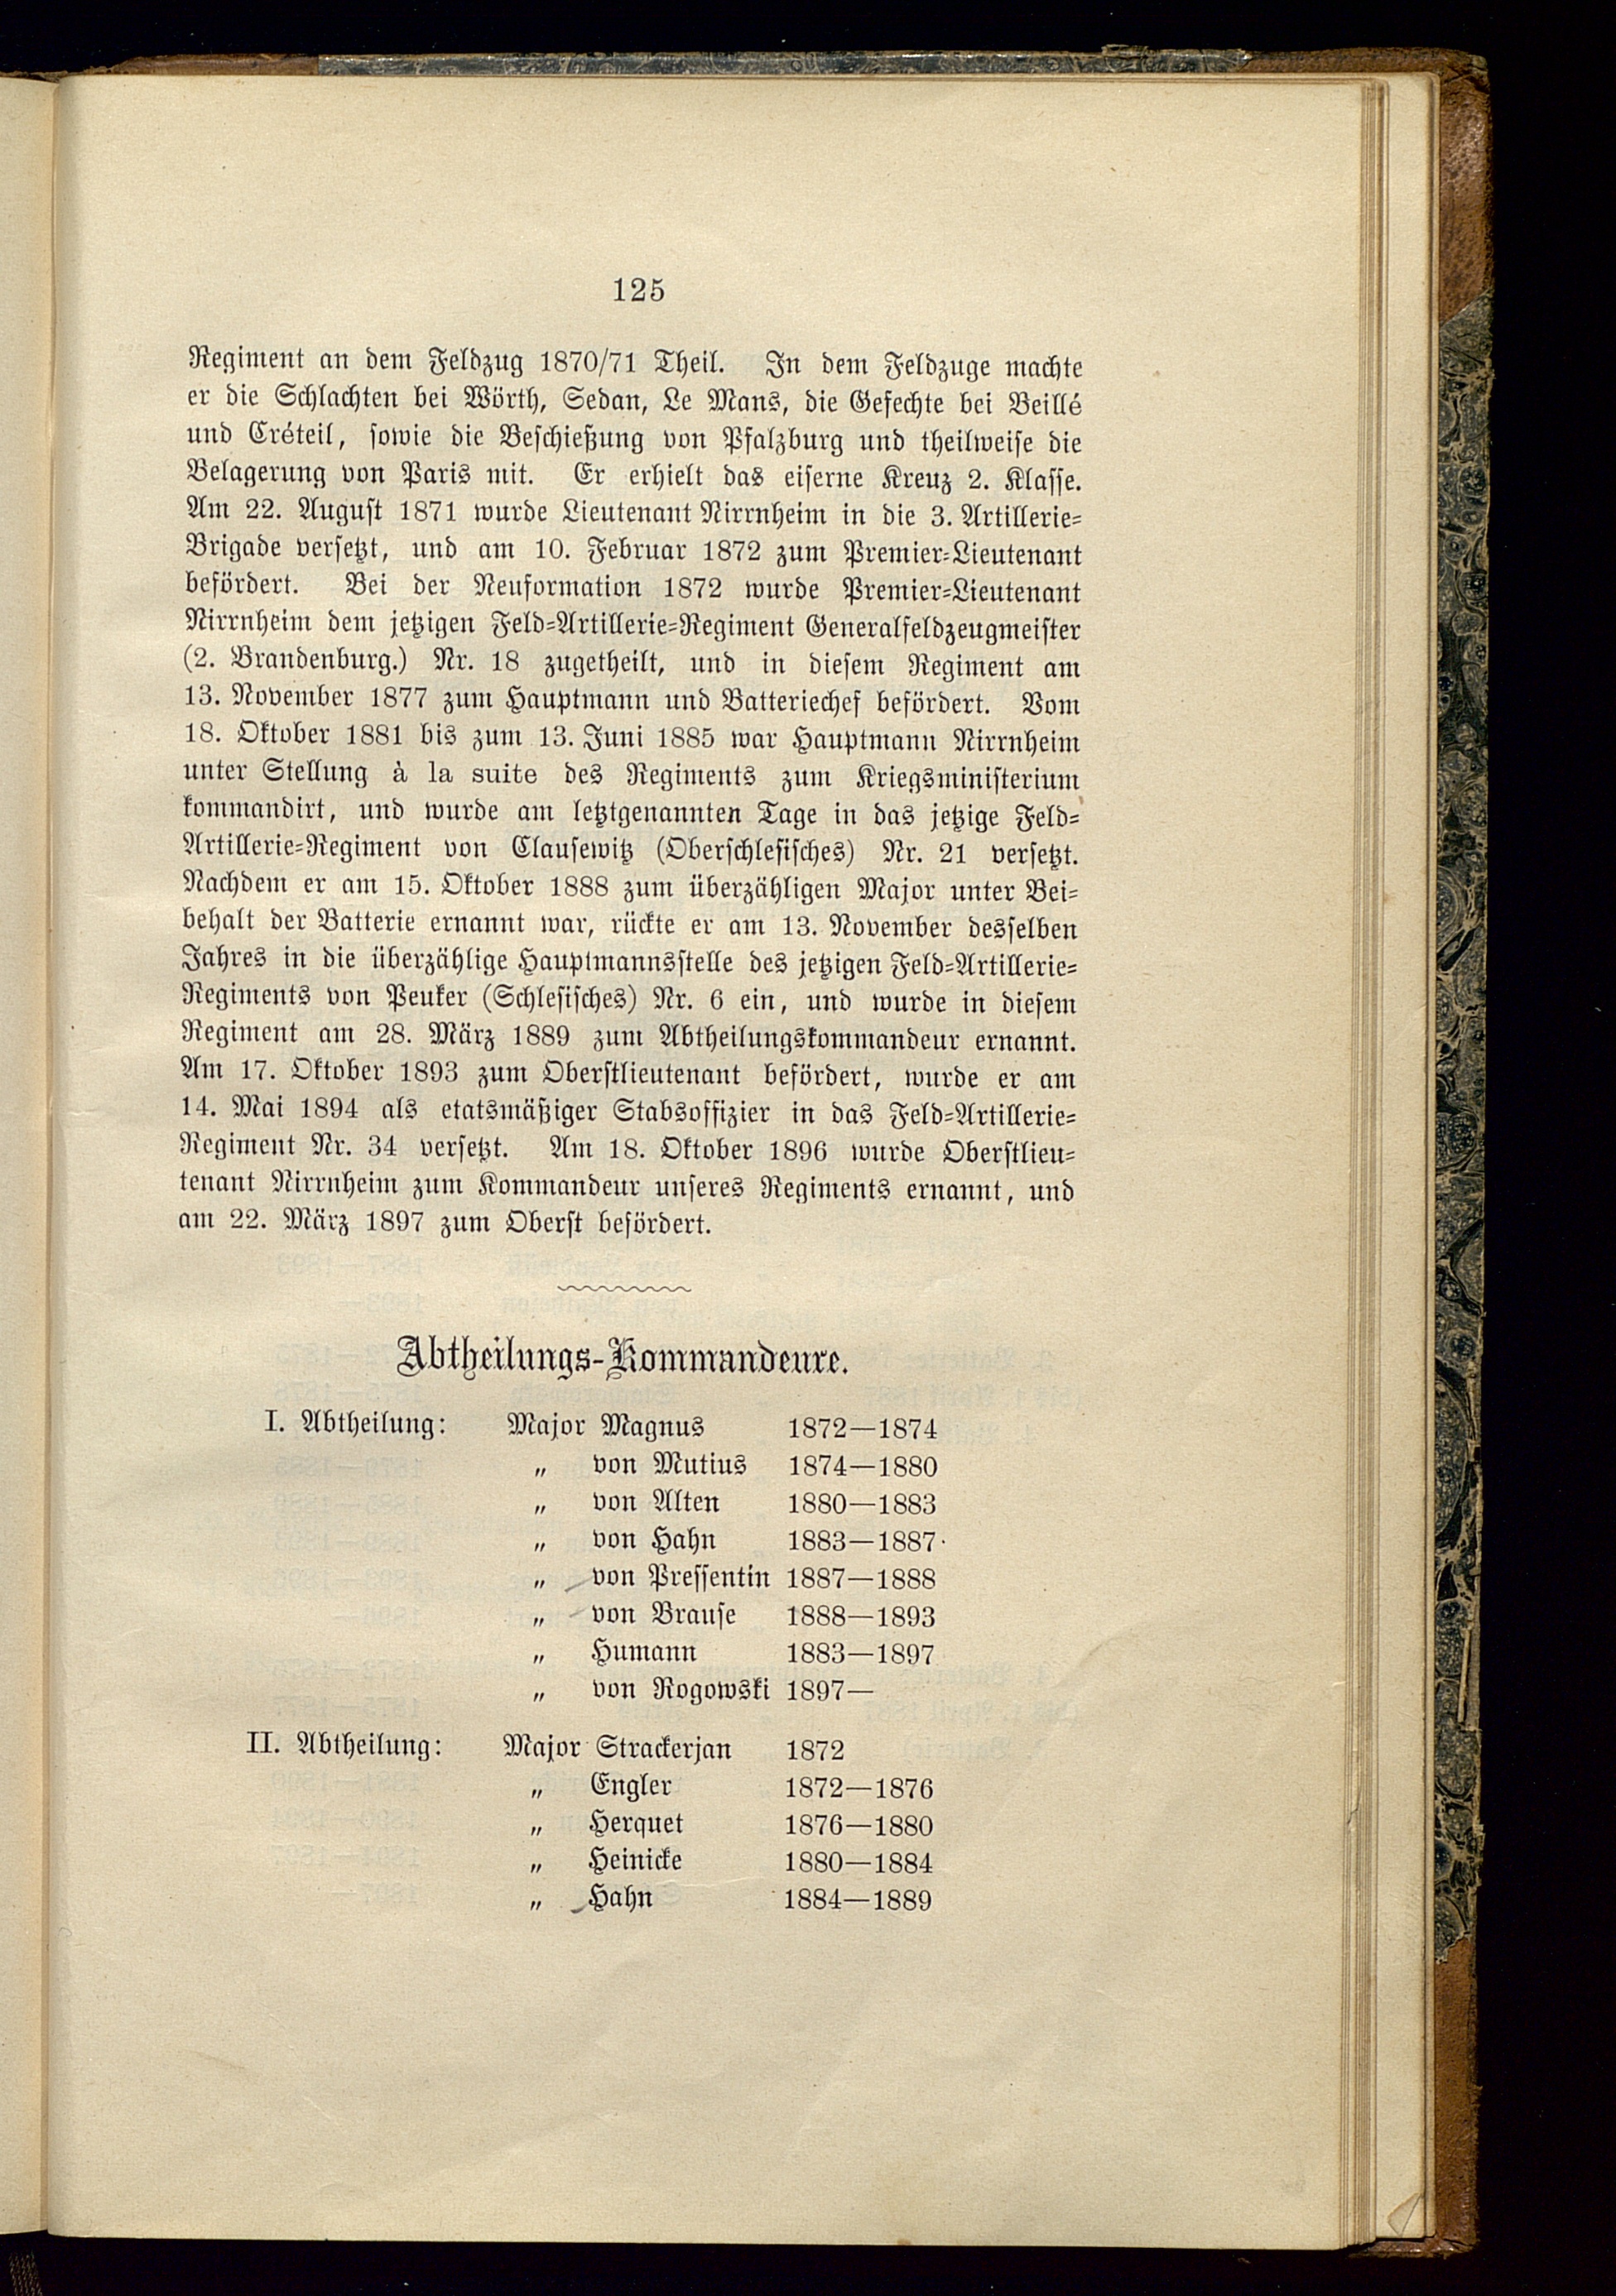 125
Regiment an dem Feldzug 1870/71 Theil. In dem Feldzuge machte
er die Schlachten bei Wörth, Sedan, Le Mans, die Gefechte bei Beillé
und Créteil, sowie die Beschießung von Pfalzburg und theilweise die
Belagerung von Paris mit. Er erhielt das eiserne Kreuz 2. Klasse.
Am 22. August 1871 wurde Lieutenant Nirrnheim in die 3. Artillerie-
Brigade versetzt, und am 10. Februar 1872 zum Premier-Lieutenant
befördert. Bei der Neuformation 1872 wurde Premier-Lieutenant
Nirrnheim dem jetzigen Feld-Artillerie-Regiment Generalfeldzeugmeister
(2. Brandenburg.) Nr. 18 zugetheilt, und in diesem Regiment am
13. November 1877 zum Hauptmann und Batteriechef befördert. Vom
18. Oktober 1881 bis zum 13. Juni 1885 war Hauptmann Nirrnheim
unter Stellung à la suite des Regiments zum Kriegsministerium
kommandirt, und wurde am letztgenannten Tage in das jetzige Feld-
Artillerie-Regiment von Clausewitz (Oberschlesisches) Nr. 21 versetzt.
Nachdem er am 15. Oktober 1888 zum überzähligen Major unter Bei-
behalt der Batterie ernannt war, rückte er am 13. November desselben
Jahres in die überzählige Hauptmannsstelle des jetzigen Feld-Artillerie-
Regiments von Peuker (Schlesisches) Nr. 6 ein, und wurde in diesem
Regiment am 28. März 1889 zum Abtheilungskommandeur ernannt.
Am 17. Oktober 1893 zum Oberstlieutenant befördert, wurde er am
14. Mai 1894 als etatsmäßiger Stabsoffizier in das Feld-Artillerie-
Regiment Nr. 34 versetzt. Am 18. Oktober 1896 wurde Oberstlieu-
tenant Nirrnheim zum Kommandeur unseres Regiments ernannt, und
am 22. März 1897 zum Oberst befördert.
Abtheilungs-Kommandeure.
I. Abtheilung: Major Magnus 1872—1874
„ von Mutius 1874—1880
„ von Alten 1880—1883
„ von Hahn 1883—1887
„ von Pressentin 1887—1888
„ von Brause 1888—1893
„ Humann 1883—1897
„ von Rogowski 1897—
II. Abtheilung: Major Strackerjan 1872
„ Engler 1872—1876
„ Herquet 1876—1880
„ Heinicke 1880—1884
„ Hahn 1884—1889